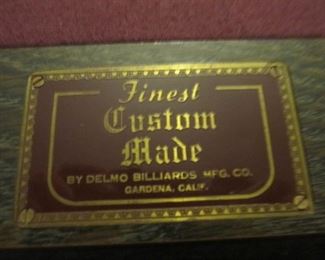 Finest
Custom
Made
BY DELMO BILLIARDS MFG. CO.
GARDENA, CALIF.